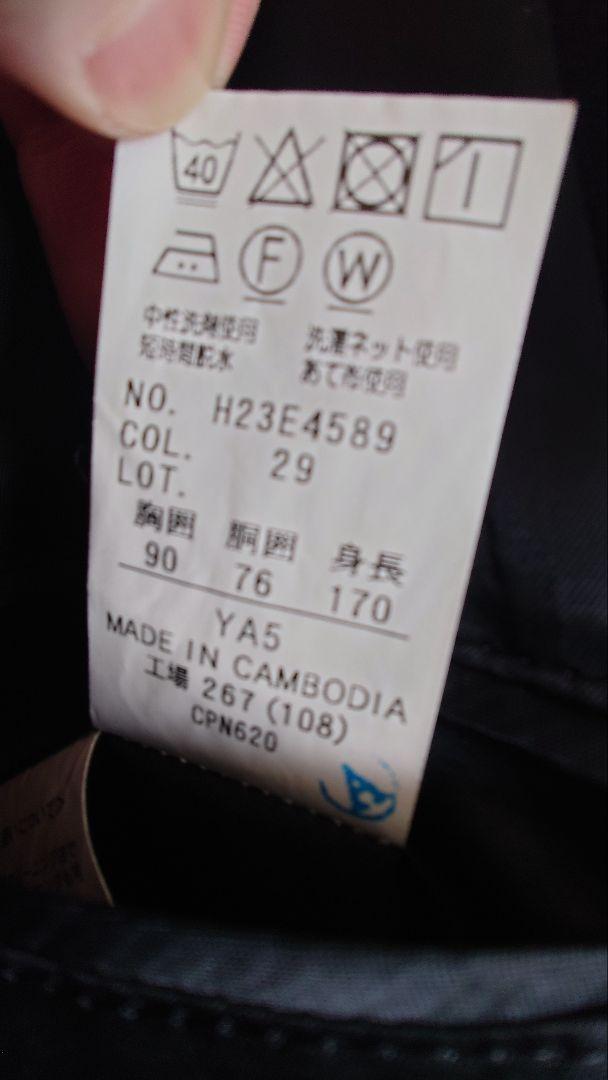 40
F W
中性洗剤使用 洗濯ネット使用
短時間脱水 あて布使用
NO. H23E4589
COL. 29
LOT.
胸囲 胴囲 身長
90 76 170
YA5
MADE IN CAMBODIA
工場 267 (108)
CPN620